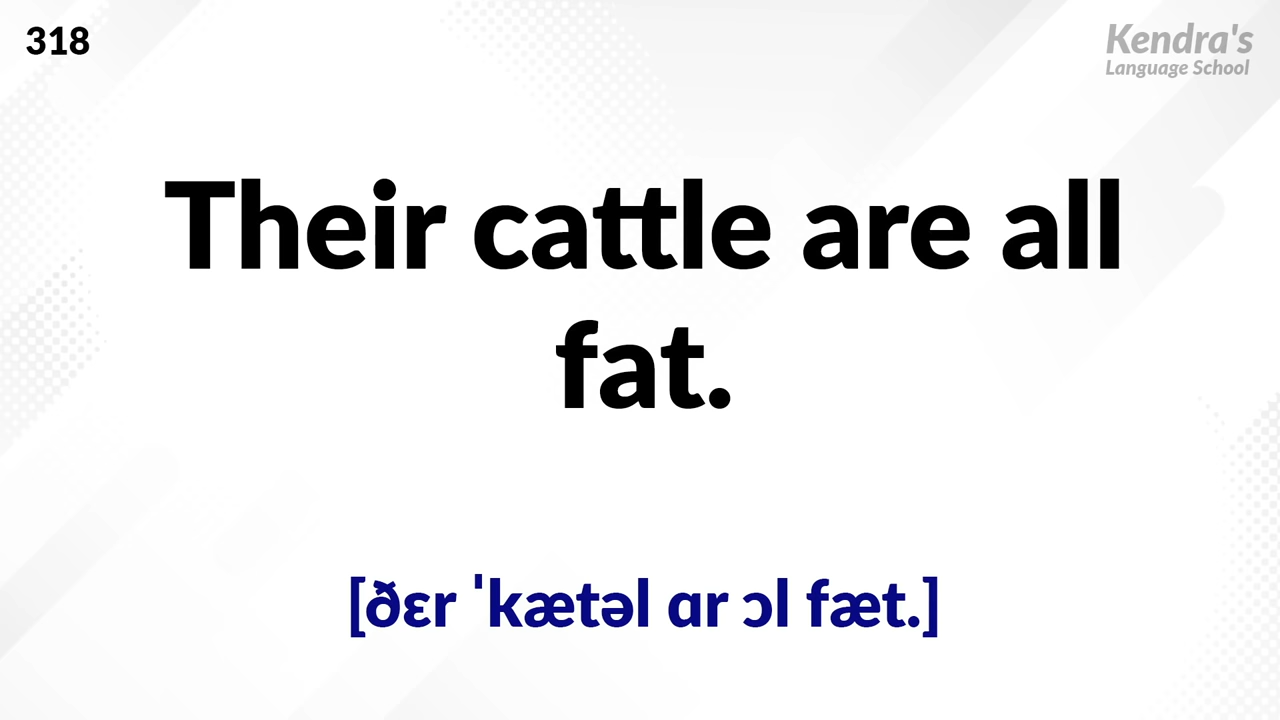 318
Kendra's
Language School
Their cattle are all
fat.
[ðɛr ˈkætəl ɑr ɔl fæt.]